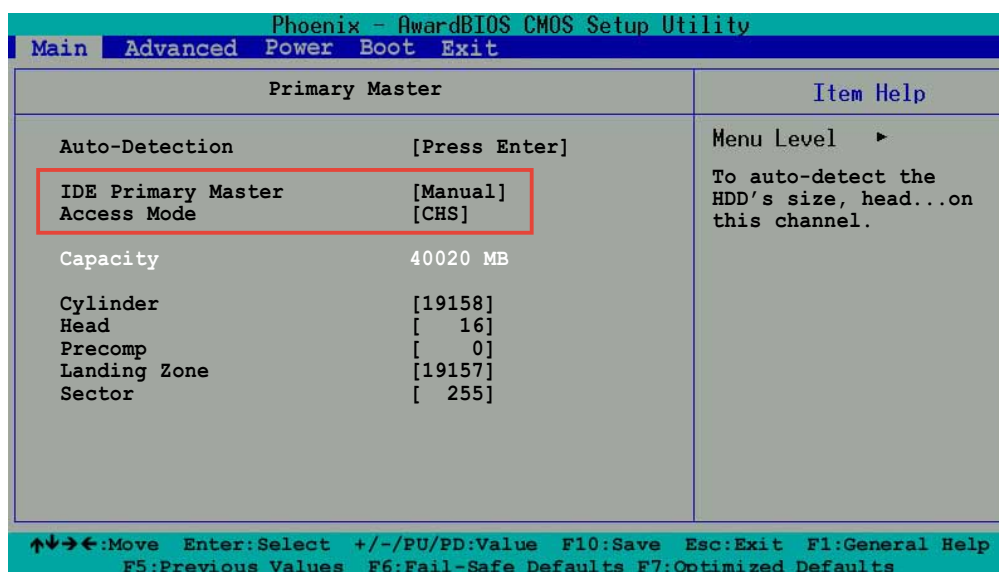 Phoenix - AwardBIOS CMOS Setup Utility
Main Advanced Power Boot Exit
Primary Master
Item Help
Auto-Detection [Press Enter]
IDE Primary Master [Manual]
Access Mode [CHS]
Capacity 40020 MB
Cylinder [19158]
Head [ 16]
Precomp [ 0]
Landing Zone [19157]
Sector [ 255]
Menu Level ►
To auto-detect the
HDD's size, head...on
this channel.
↑↓→←:Move Enter:Select +/-/PU/PD:Value F10:Save Esc:Exit F1:General Help
F5:Previous Values F6:Fail-Safe Defaults F7:Optimized Defaults